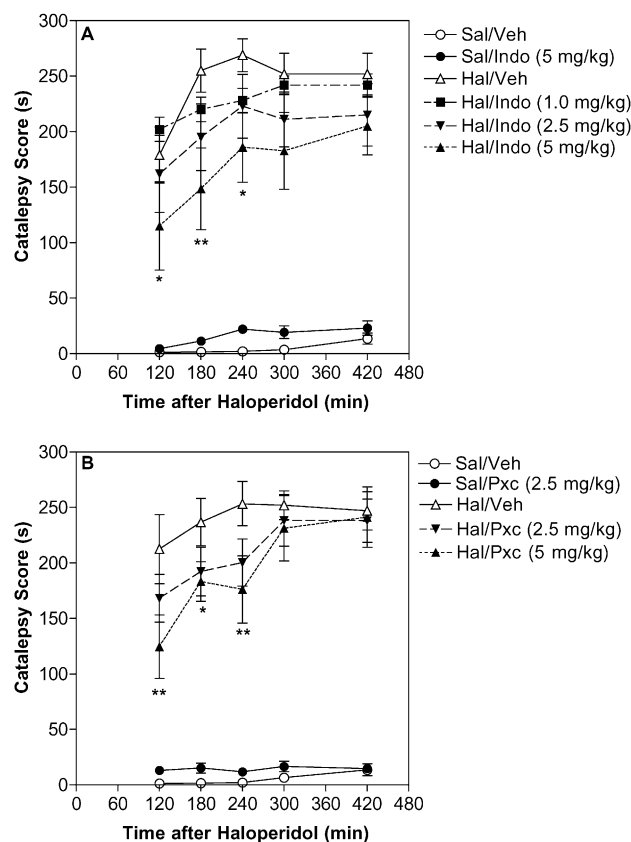 A
300
250
200
150
100
50
0
Catalepsy Score (s)
*
**
*
0 60 120 180 240 300 360 420 480
Time after Haloperidol (min)
Sal/Veh
Sal/Indo (5 mg/kg)
Hal/Veh
Hal/Indo (1.0 mg/kg)
Hal/Indo (2.5 mg/kg)
Hal/Indo (5 mg/kg)
B
300
250
200
150
100
50
0
Catalepsy Score (s)
**
*
**
0 60 120 180 240 300 360 420 480
Time after Haloperidol (min)
Sal/Veh
Sal/Pxc (2.5 mg/kg)
Hal/Veh
Hal/Pxc (2.5 mg/kg)
Hal/Pxc (5 mg/kg)